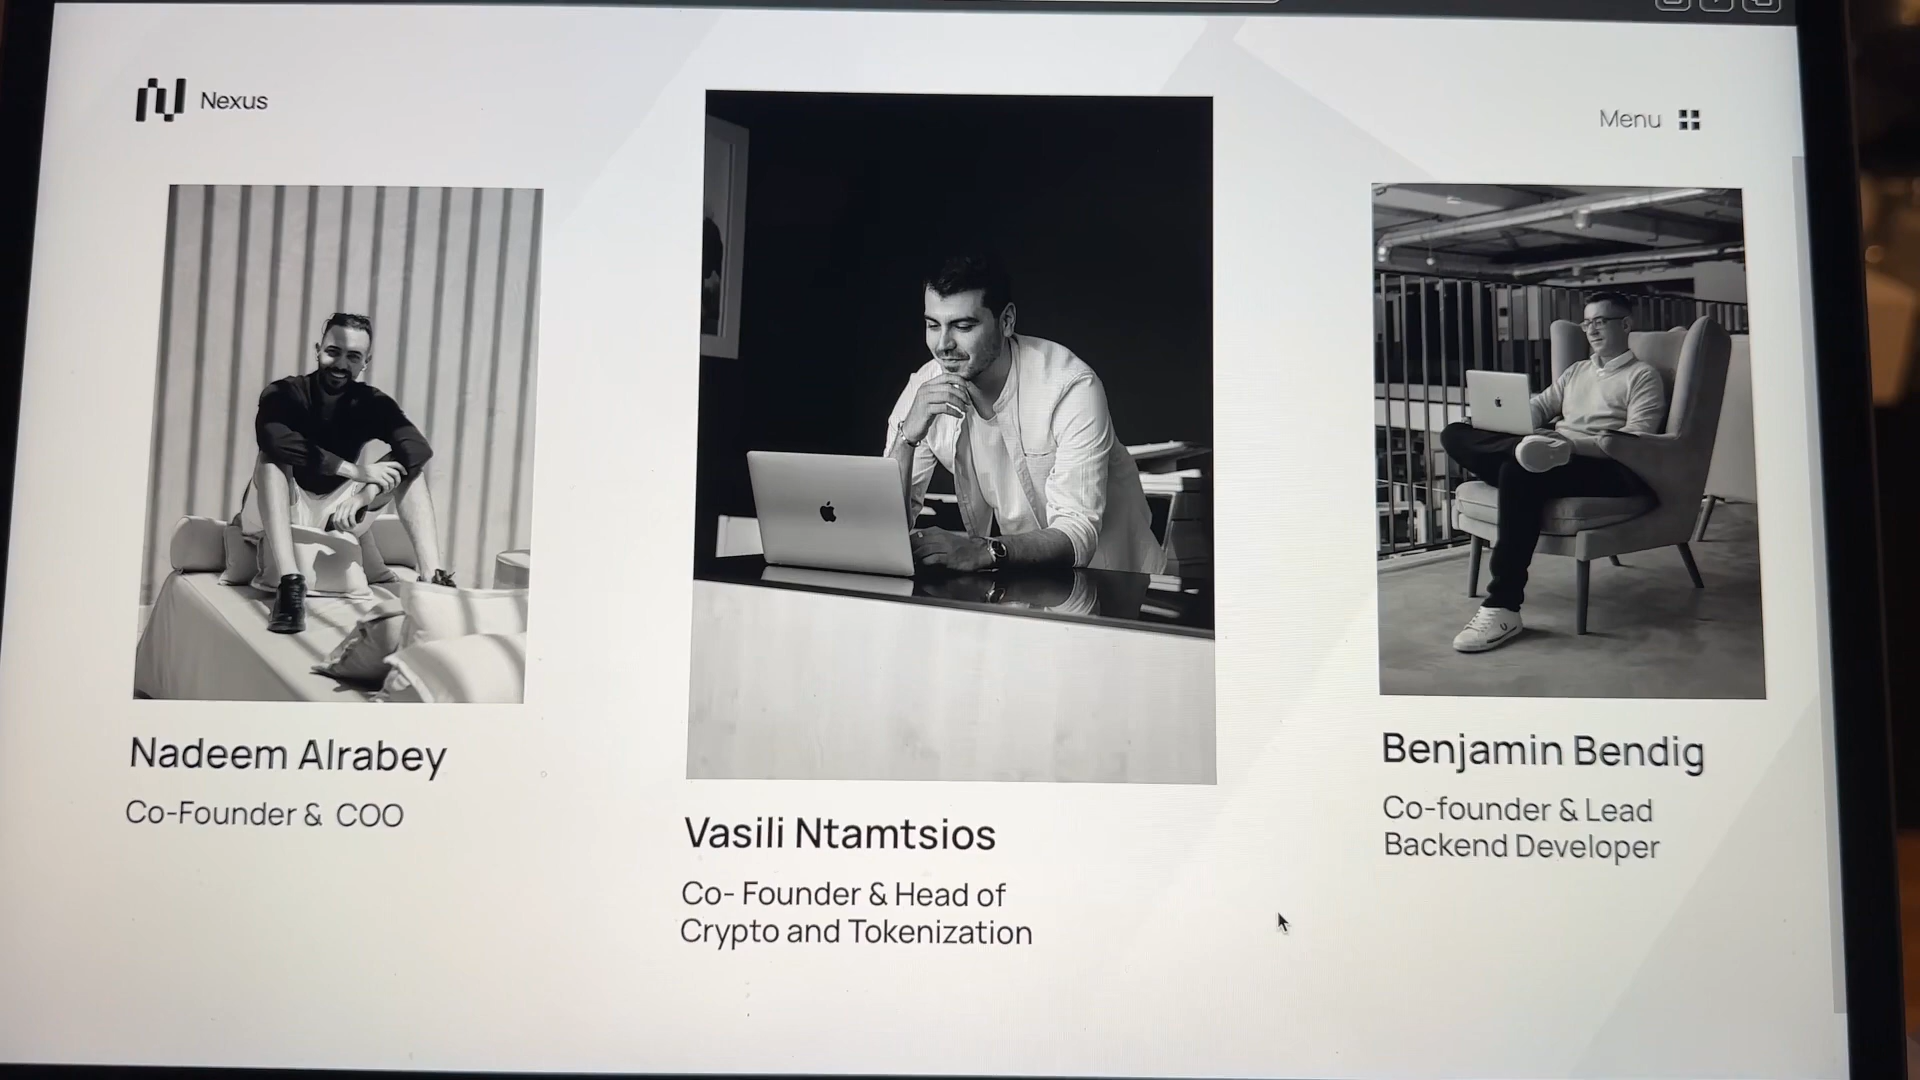 Nexus
Menu
Nadeem Alrabey
Co-Founder & COO
Vasili Ntamtsios
Co- Founder & Head of
Crypto and Tokenization
Benjamin Bendig
Co-founder & Lead
Backend Developer